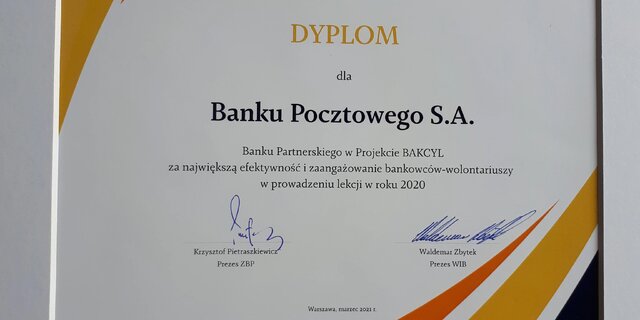 DYPLOM
dla
Banku Pocztowego S.A.
Banku Partnerskiego w Projekcie BAKCYL
za największą efektywność i zaangażowanie bankowców-wolontariuszy
w prowadzeniu lekcji w roku 2020
Krzysztof Pietraszkiewicz
Prezes ZBP
Waldemar Zbytek
Prezes WIB
Warszawa, marzec 2021 r.